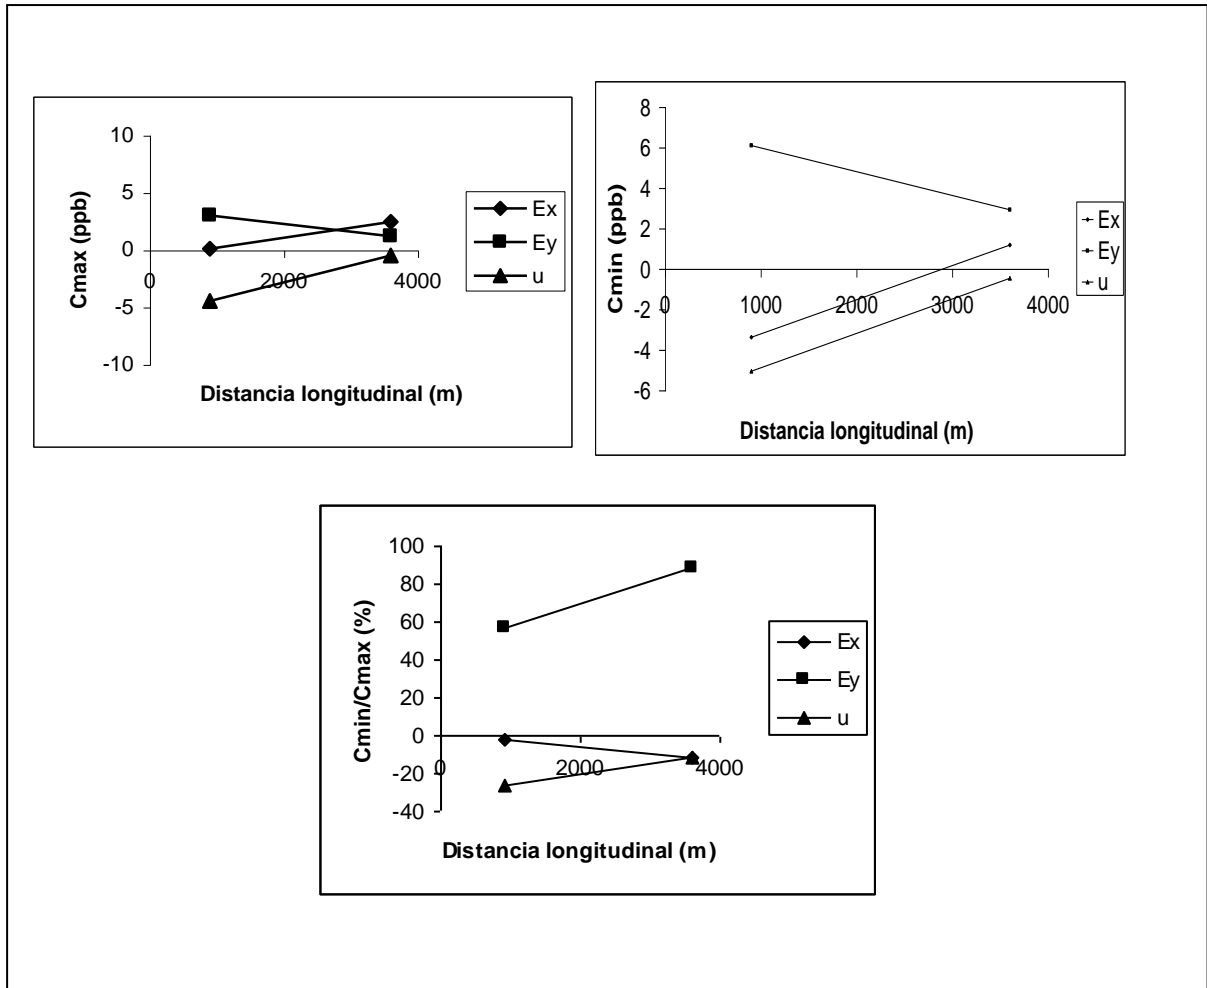 10
5
0
-5
-10
0
2000
4000
Cmax (ppb)
Distancia longitudinal (m)
Ex
Ey
u
8
6
4
2
0
-2
-4
-6
0
1000
2000
3000
4000
Cmin (ppb)
Distancia longitudinal (m)
Ex
Ey
u
100
80
60
40
20
0
-20
-40
0
2000
4000
Cmin/Cmax (%)
Distancia longitudinal (m)
Ex
Ey
u